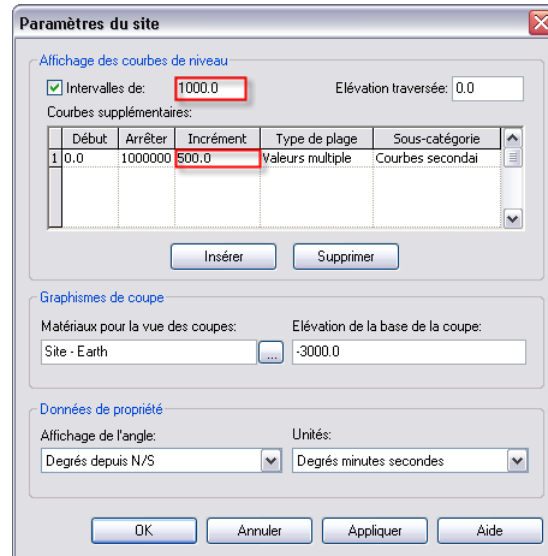 Paramètres du site
Affichage des courbes de niveau
Intervalles de: 1000.0 Elévation traversée: 0.0
Courbes supplémentaires:
Début Arrêter Incrément Type de plage Sous-catégorie
1 0.0 1000000 500.0 Valeurs multiple Courbes secondai
Insérer Supprimer
Graphismes de coupe
Matériaux pour la vue des coupes: Elévation de la base de la coupe:
Site - Earth ... -3000.0
Données de propriété
Affichage de l'angle: Unités:
Degrés depuis N/S Degrés minutes secondes
OK Annuler Appliquer Aide